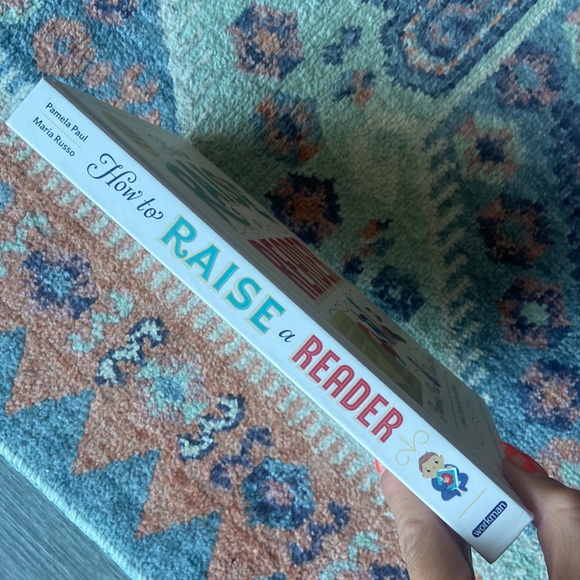 Pamela Paul
Maria Russo
How to RAISE a READER
workman